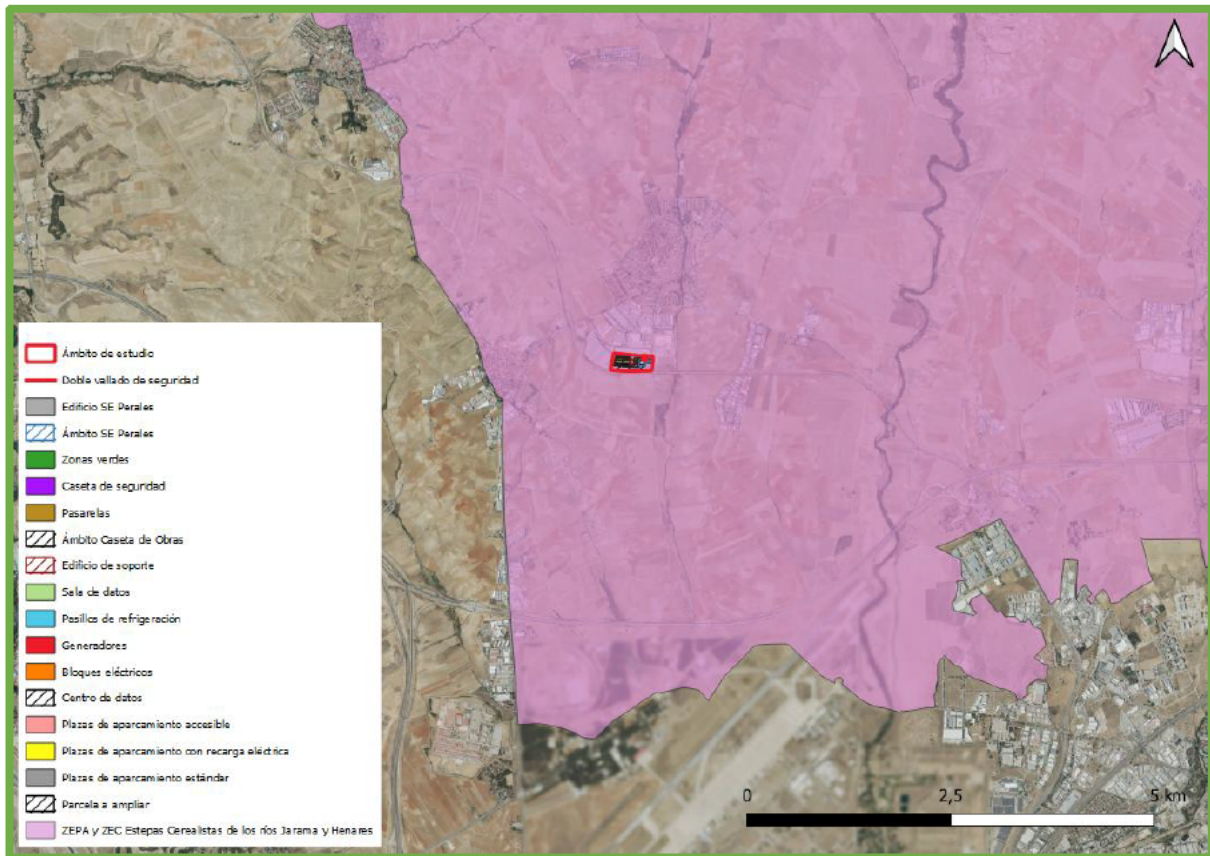 Ámbito de estudio
Doble vallado de seguridad
Edificio SE Perales
Ámbito SE Perales
Zonas verdes
Caseta de seguridad
Pasarelas
Ámbito Caseta de Obras
Edificio de soporte
Sala de datos
Pasillos de refrigeración
Generadores
Bloques eléctricos
Centro de datos
Plazas de aparcamiento accesible
Plazas de aparcamiento con recarga eléctrica
Plazas de aparcamiento estándar
Parcela a ampliar
ZEPA y ZEC Estepas Cerealistas de los ríos Jarama y Henares
0 2,5 5 km